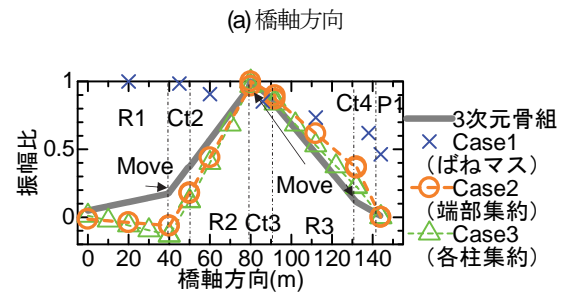 (a) 橋軸方向
1
0.5
0
振幅比
R1
Ct2
Ct4
P1
Move
Move
R2
Ct3
R3
0 20 40 60 80 100 120 140
橋軸方向(m)
3次元骨組
Case1
（ばねマス）
Case2
（端部集約）
Case3
（各柱集約）